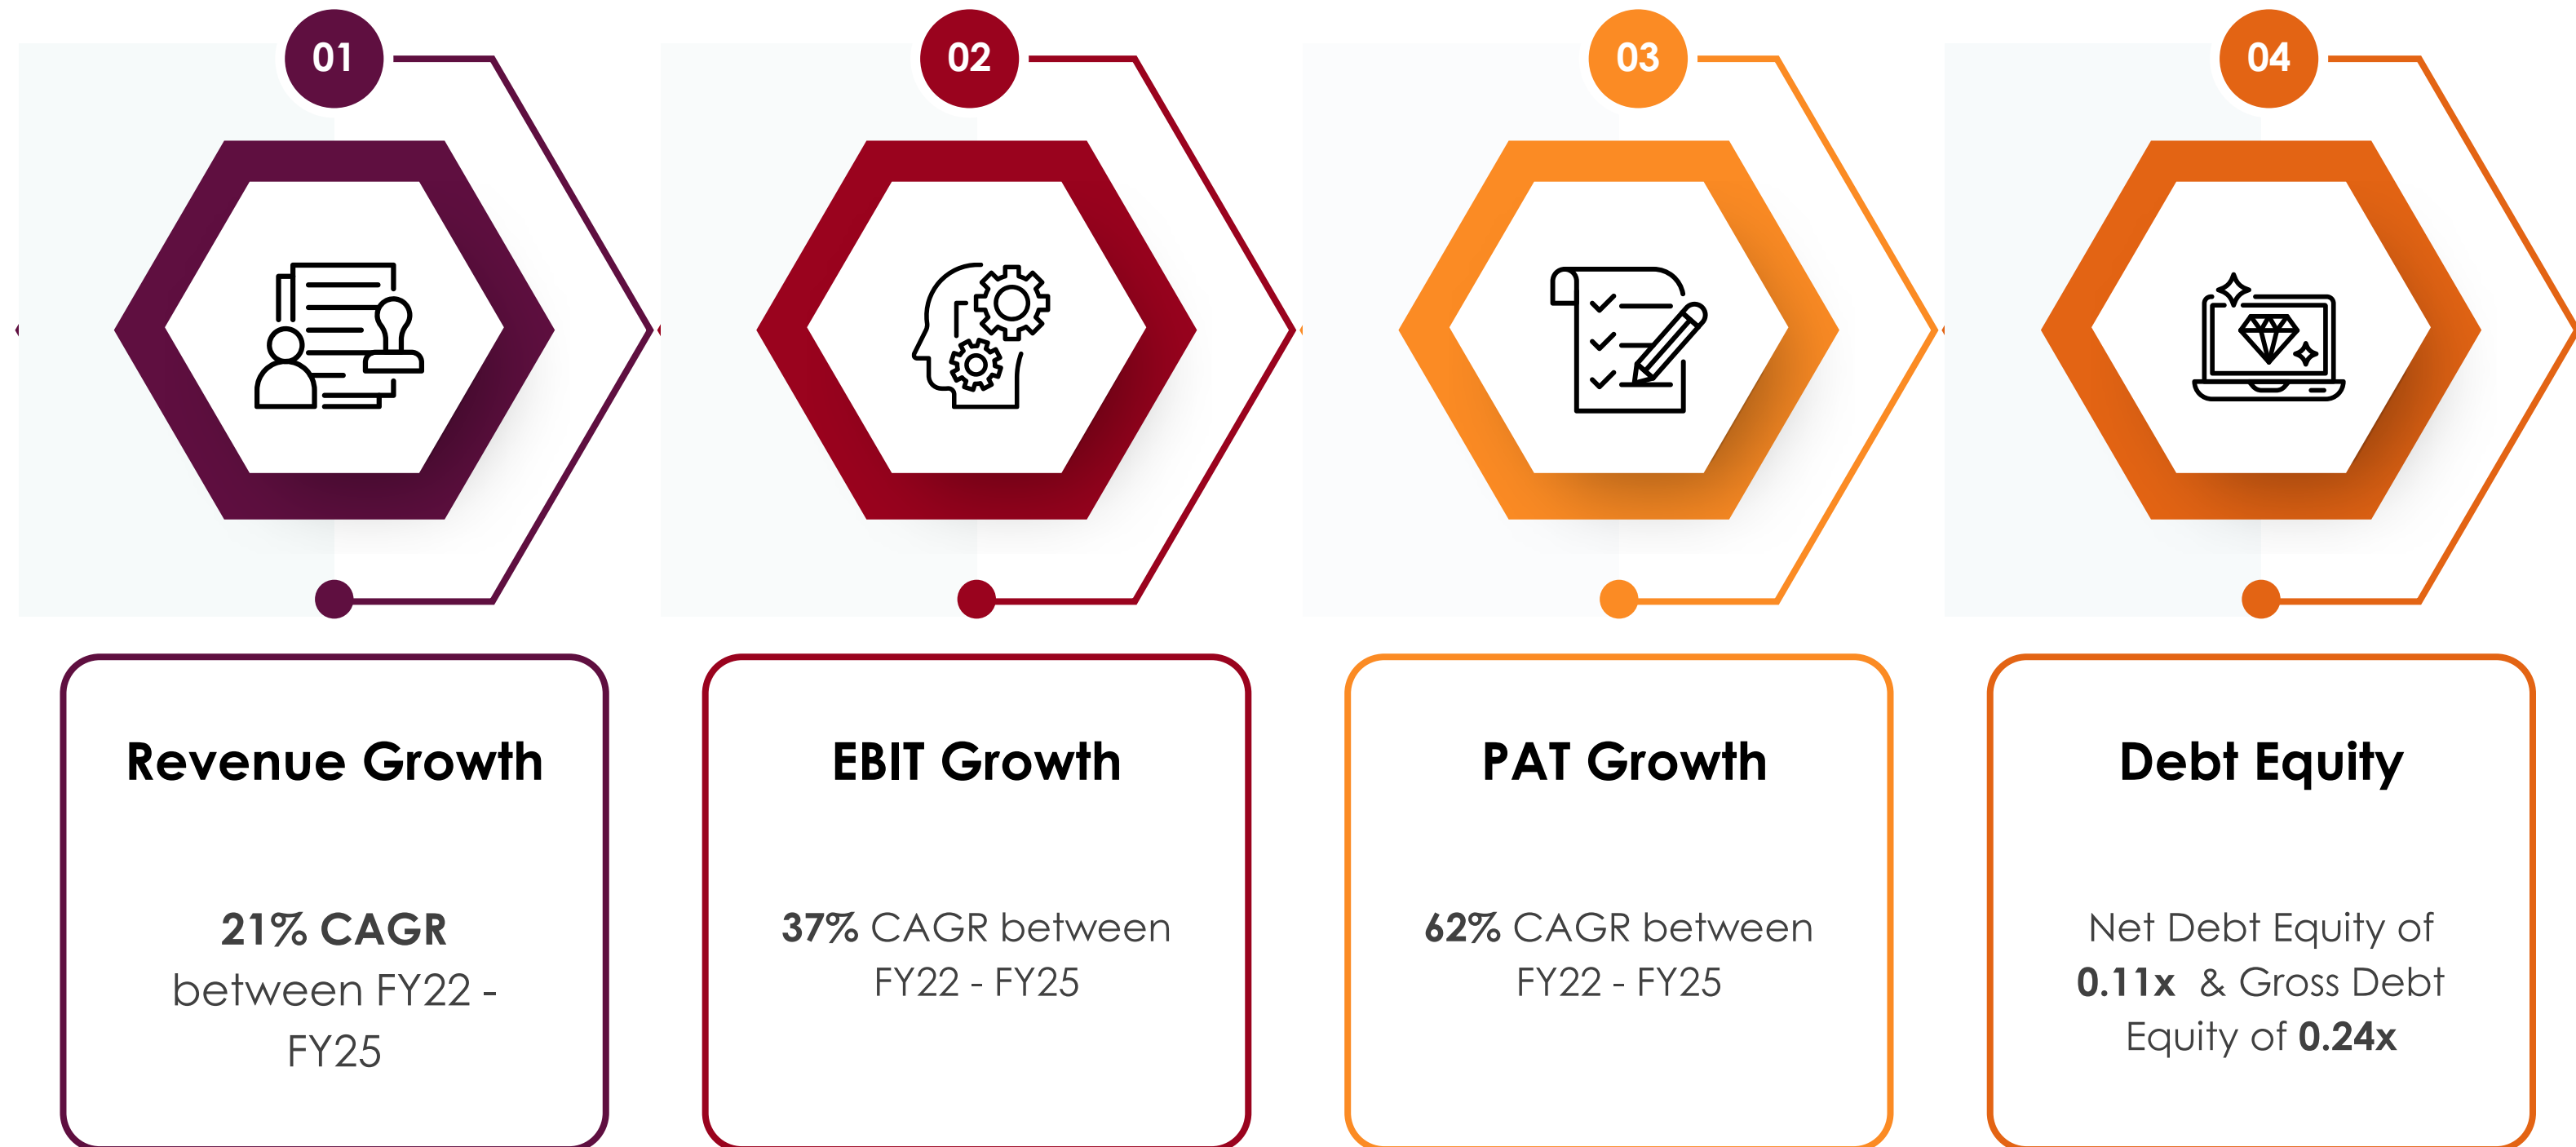 01
Revenue Growth
21% CAGR
between FY22 -
FY25
02
EBIT Growth
37% CAGR between
FY22 - FY25
03
PAT Growth
62% CAGR between
FY22 - FY25
04
Debt Equity
Net Debt Equity of
0.11x & Gross Debt
Equity of 0.24x